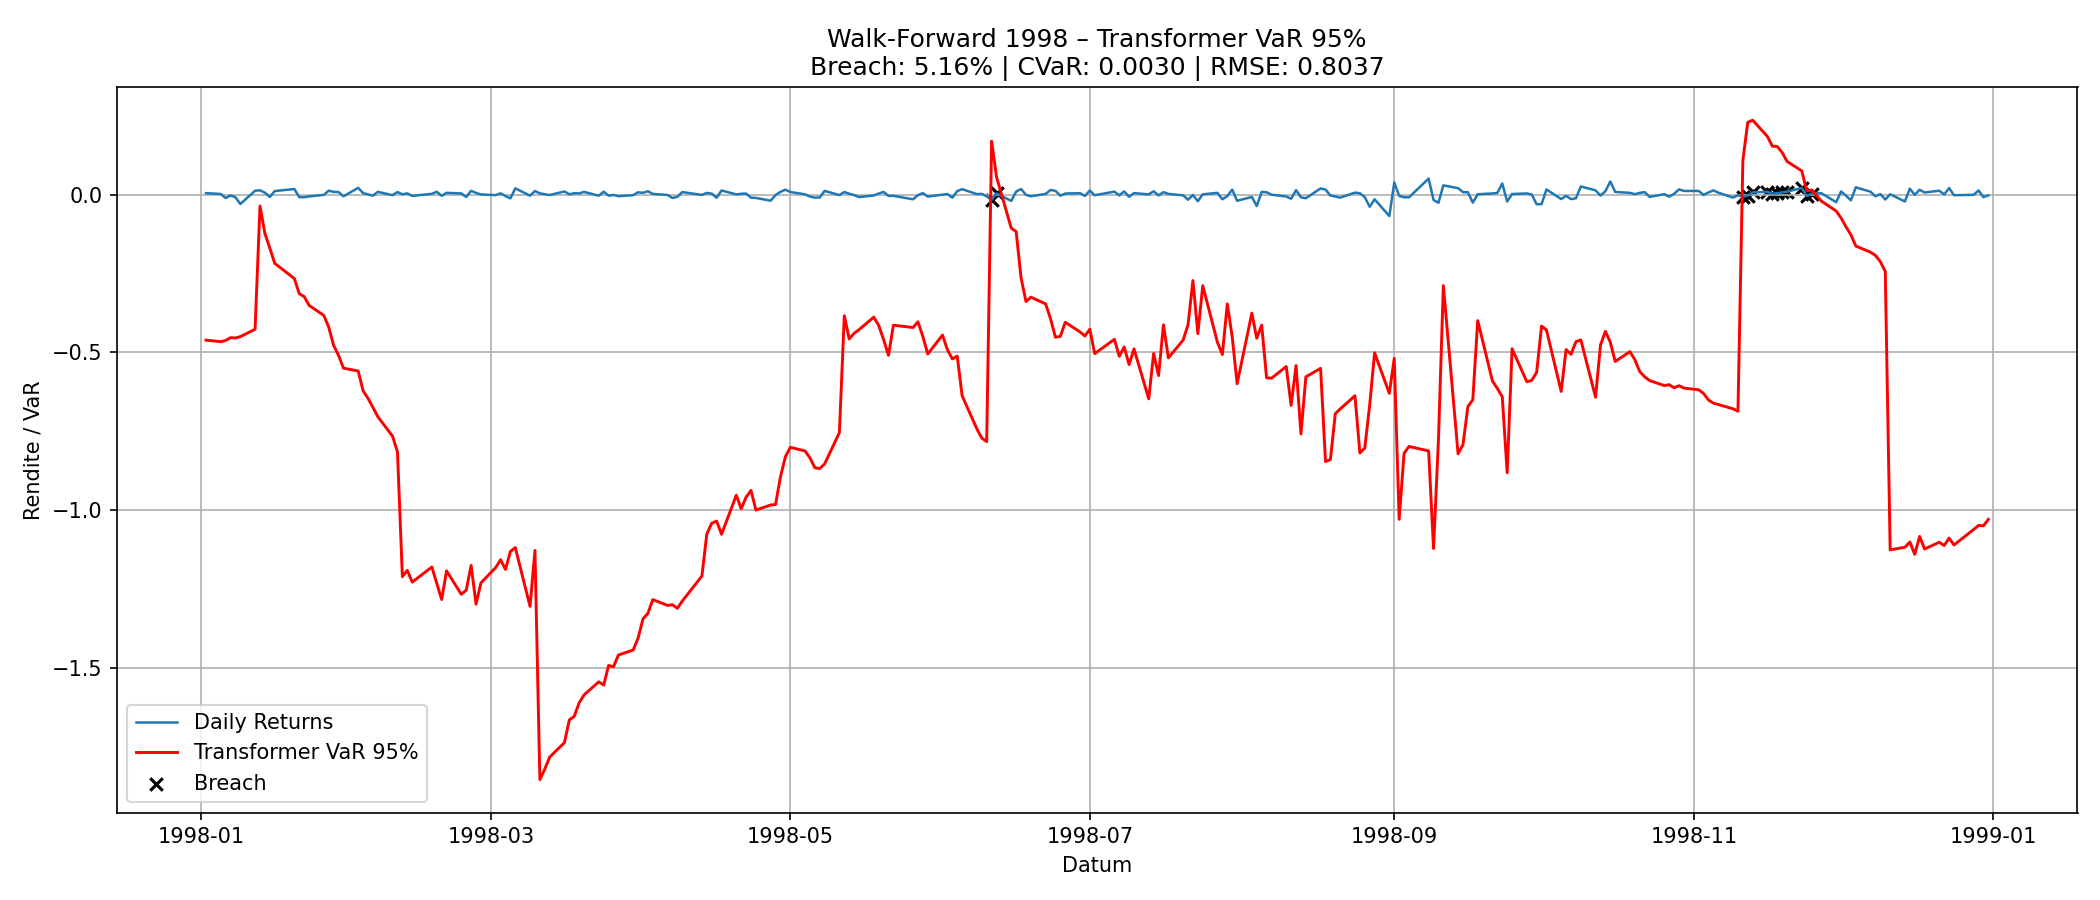 Walk-Forward 1998 – Transformer VaR 95%
Breach: 5.16% | CVaR: 0.0030 | RMSE: 0.8037
Rendite / VaR
0.0
−0.5
−1.0
−1.5
Daily Returns
Transformer VaR 95%
Breach
1998-01
1998-03
1998-05
1998-07
1998-09
1998-11
1999-01
Datum